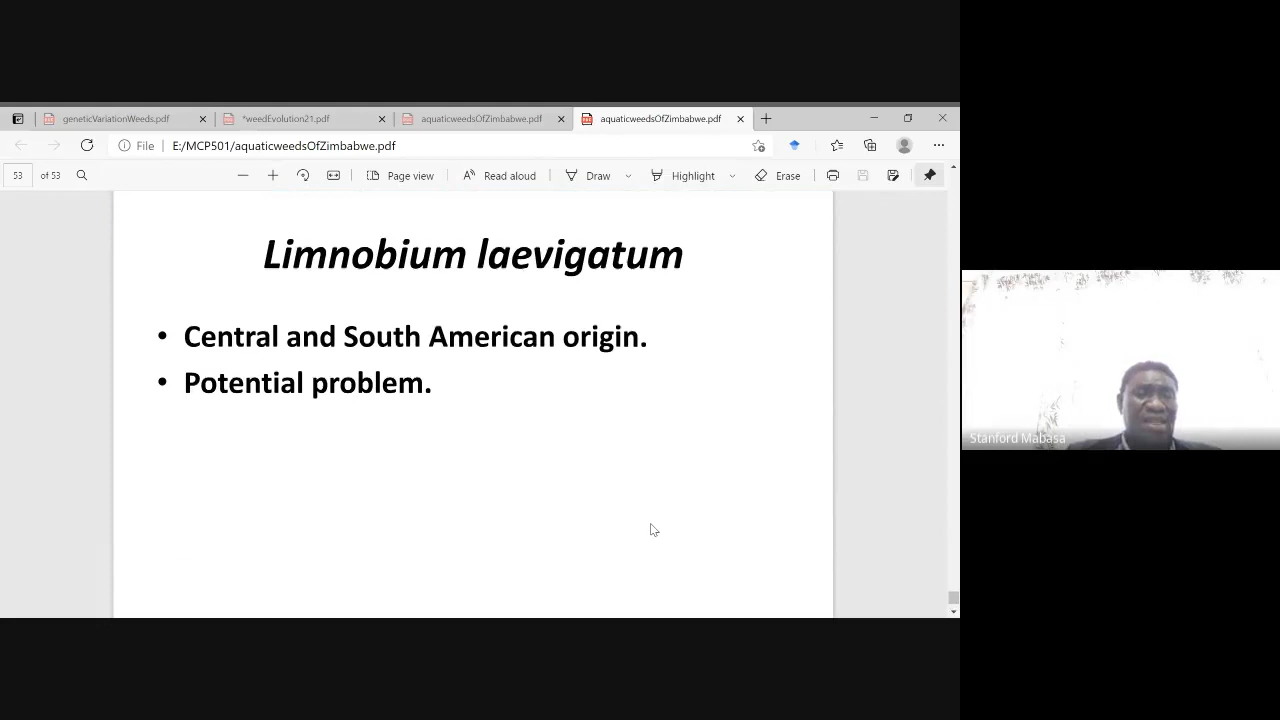 geneticVariationWeeds.pdf
*weedEvolution21.pdf
aquaticweedsOfZimbabwe.pdf
aquaticweedsOfZimbabwe.pdf
File
E:/MCP501/aquaticweedsOfZimbabwe.pdf
53 of 53
Page view
Read aloud
Draw
Highlight
Erase
Limnobium laevigatum
• Central and South American origin.
• Potential problem.
Stanford Mabasa